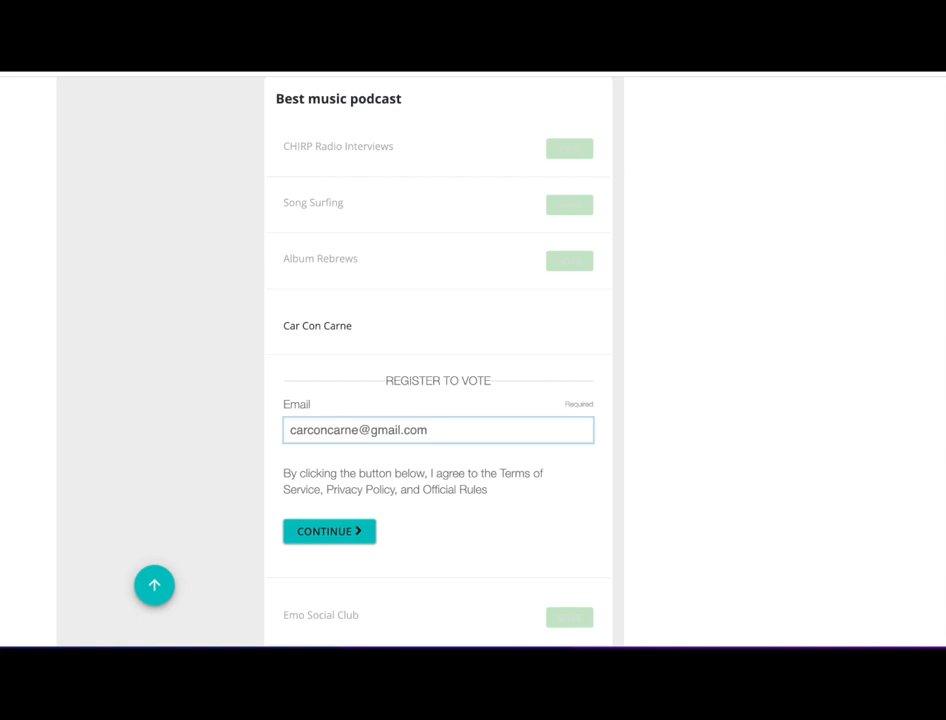 Best music podcast
CHIRP Radio Interviews
Song Surfing
Album Rebrews
Car Con Carne
REGISTER TO VOTE
Email
Required
carconcarne@gmail.com
By clicking the button below, I agree to the Terms of
Service, Privacy Policy, and Official Rules
CONTINUE
Emo Social Club